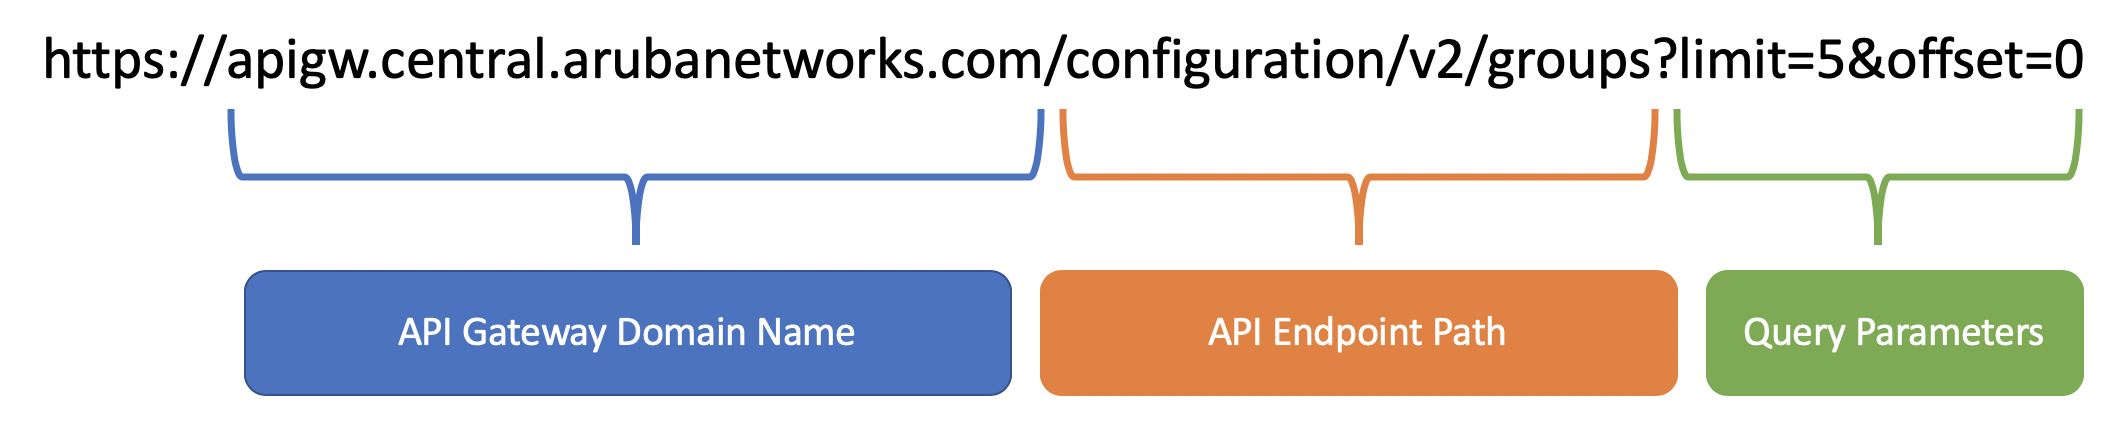 https://apigw.central.arubanetworks.com/configuration/v2/groups?limit=5&offset=0
API Gateway Domain Name
API Endpoint Path
Query Parameters